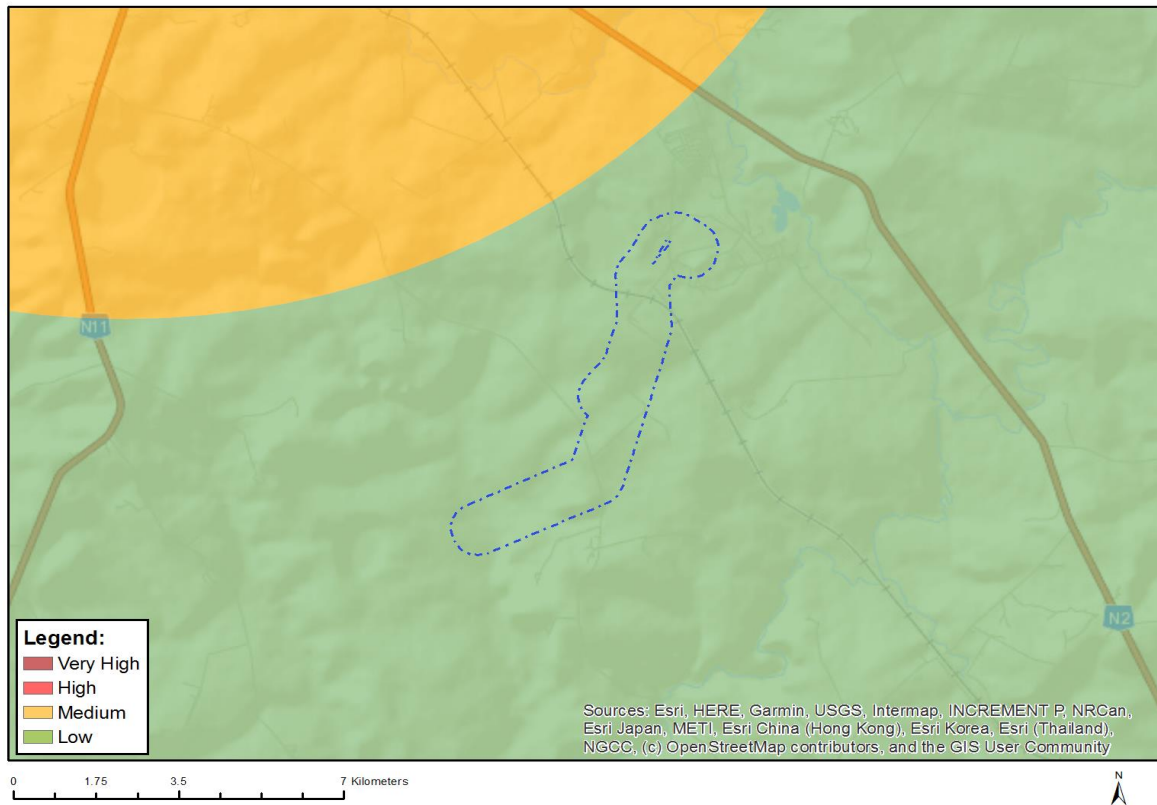 N11
N2
Legend:
Very High
High
Medium
Low
Sources: Esri, HERE, Garmin, USGS, Intermap, INCREMENT P, NRCan,
Esri Japan, METI, Esri China (Hong Kong), Esri Korea, Esri (Thailand),
NGCC, (c) OpenStreetMap contributors, and the GIS User Community
0 1.75 3.5 7 Kilometers
N